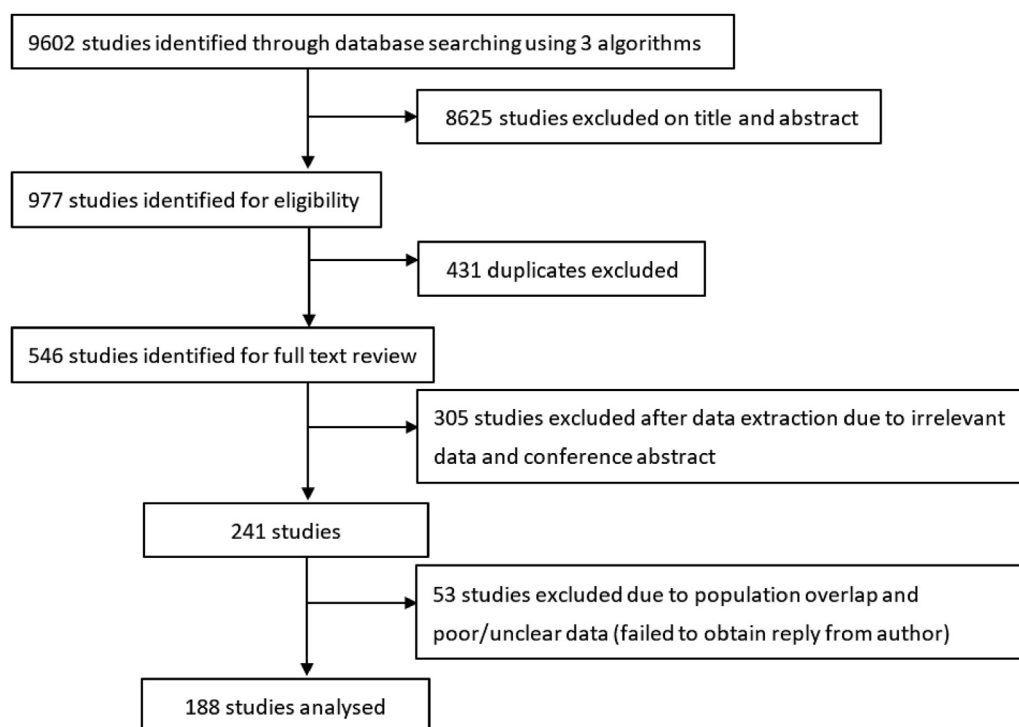 9602 studies identified through database searching using 3 algorithms
8625 studies excluded on title and abstract
977 studies identified for eligibility
431 duplicates excluded
546 studies identified for full text review
305 studies excluded after data extraction due to irrelevant
data and conference abstract
241 studies
53 studies excluded due to population overlap and
poor/unclear data (failed to obtain reply from author)
188 studies analysed